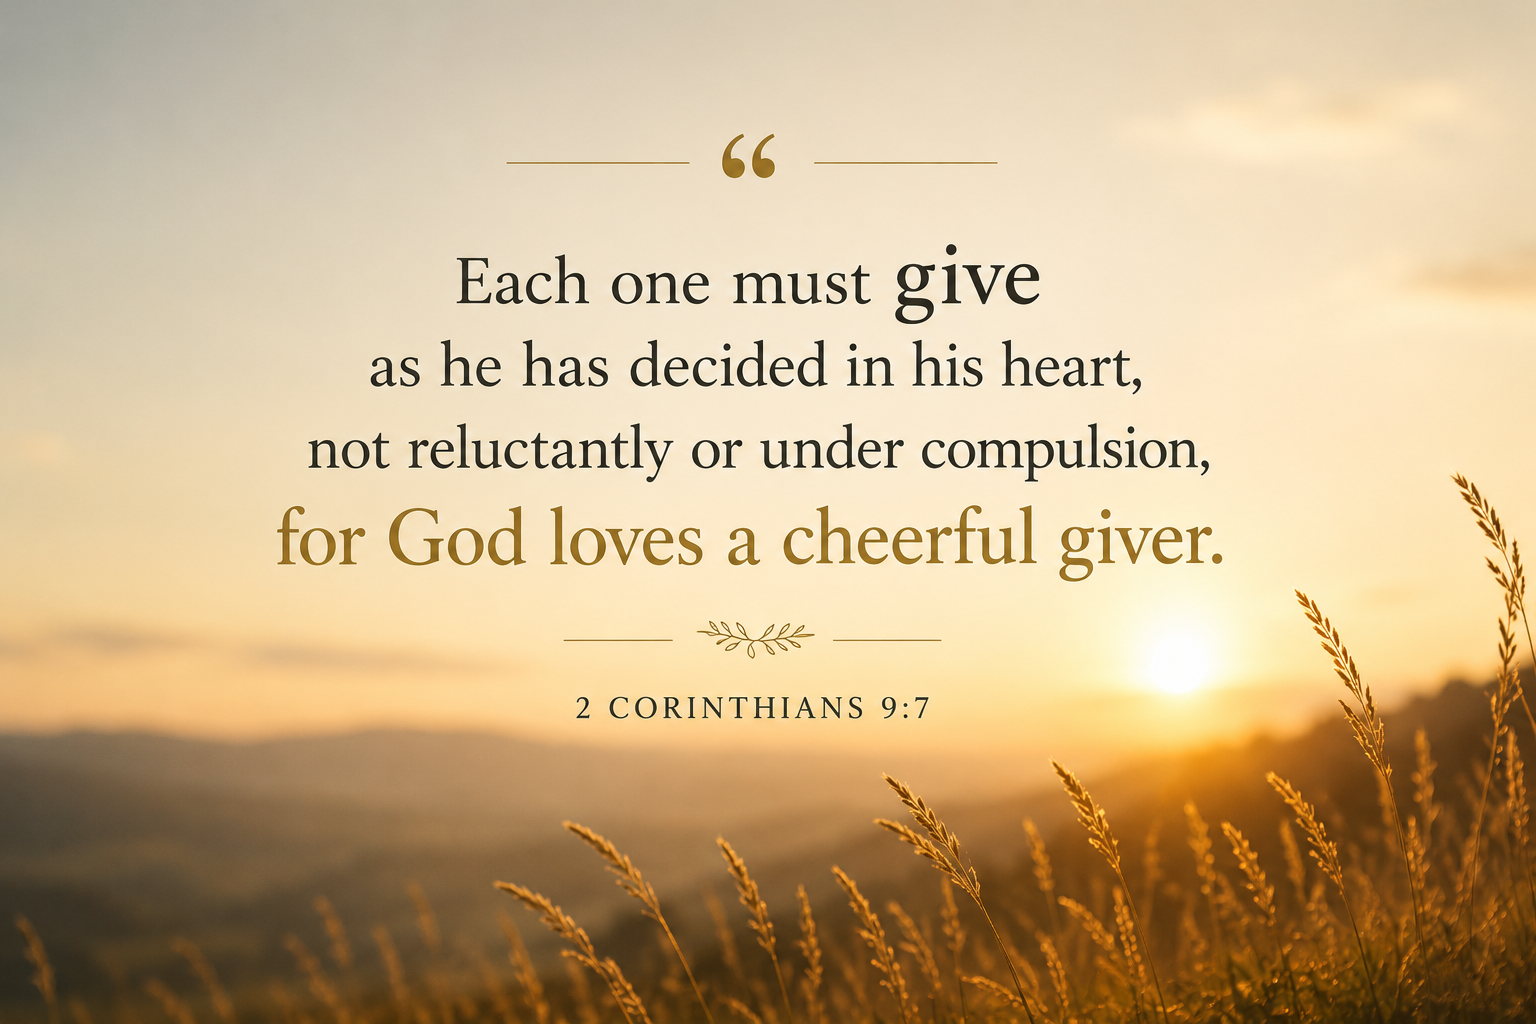 “
Each one must give
as he has decided in his heart,
not reluctantly or under compulsion,
for God loves a cheerful giver.
2 CORINTHIANS 9:7